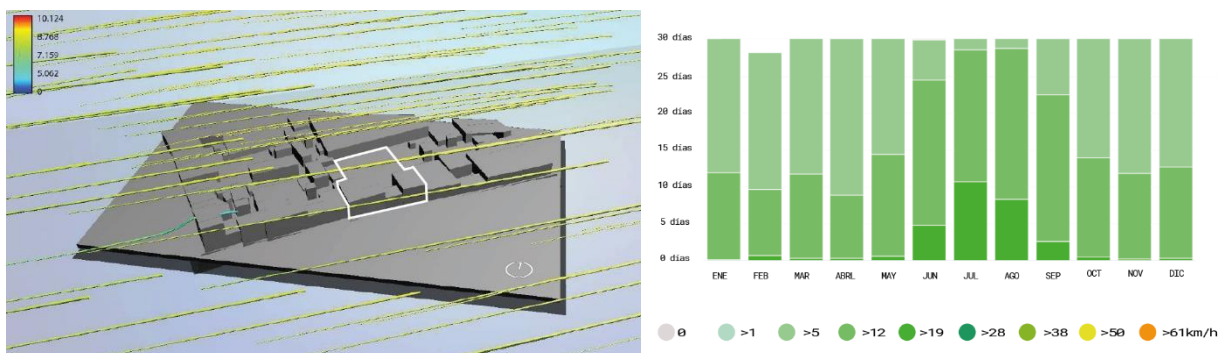 10.124
8.768
7.159
5.062
0
30 días
25 días
20 días
15 días
10 días
5 días
0 días
ENE FEB MAR ABRL MAY JUN JUL AGO SEP OCT NOV DIC
0 >1 >5 >12 >19 >28 >38 >50 >61km/h